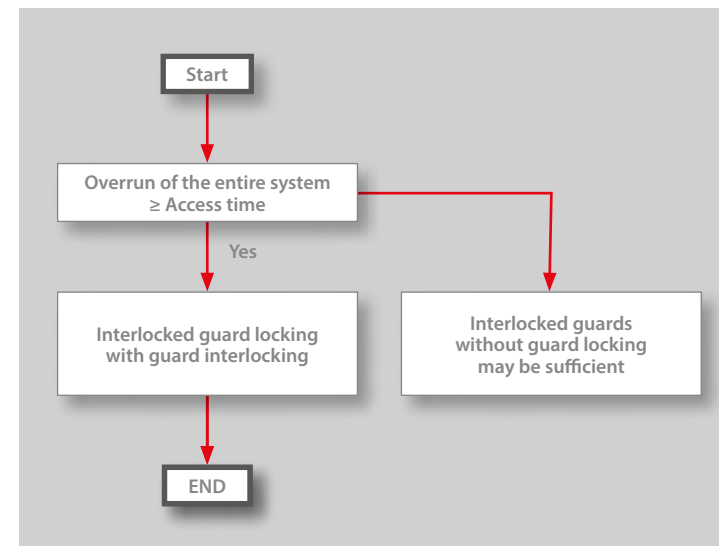 Start
Overrun of the entire system
≥ Access time
Yes
Interlocked guard locking
with guard interlocking
Interlocked guards
without guard locking
may be sufficient
END